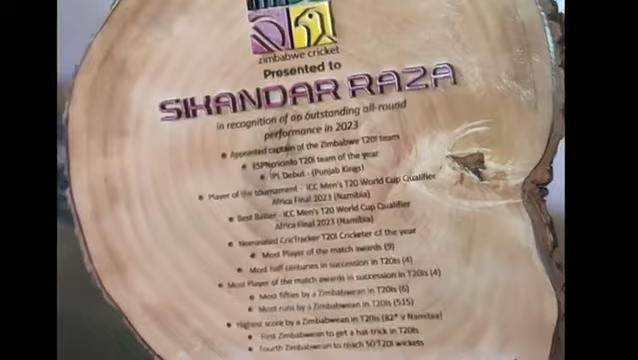 zimbabwe cricket
Presented to
SIKANDAR RAZA
in recognition of an outstanding all-round
performance in 2023
• Appointed captain of the Zimbabwe T20I team
• ESPNcricinfo T20I team of the year
• IPL Debut - (Punjab Kings)
• Player of the tournament - ICC Men's T20 World Cup Qualifier
Africa Final 2023 (Namibia)
• Best Batter - ICC Men's T20 World Cup Qualifier
Africa Final 2023 (Namibia)
• Nominated CricTracker T20I Cricketer of the year
• Most Player of the match awards (9)
• Most half centuries in succession in T20Is (4)
• Most Player of the match awards in succession in T20Is (4)
• Most fifties by a Zimbabwean in T20Is (6)
• Most runs by a Zimbabwean in T20Is (515)
• Highest score by a Zimbabwean in T20Is (82* v Namibia)
• First Zimbabwean to get a hat-trick in T20Is
• Fourth Zimbabwean to reach 50 T20I wickets